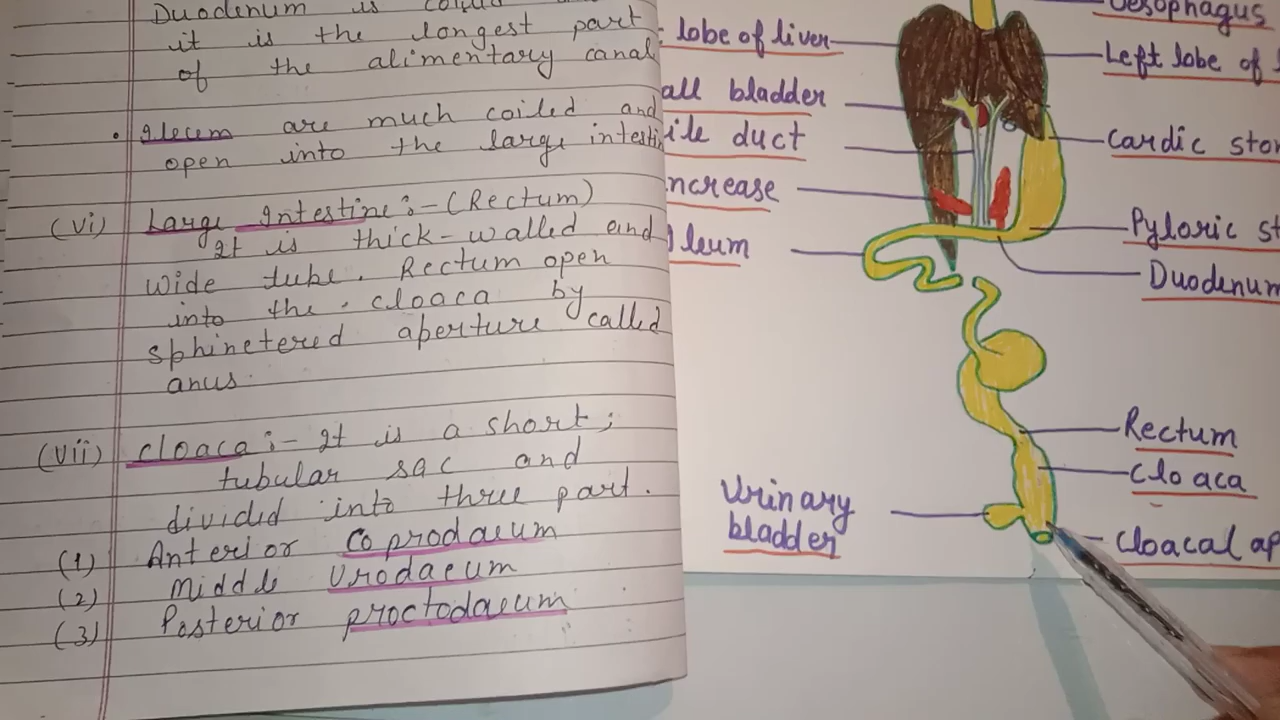 Duodenum is
it is the longest part
of the alimentary canal
• Ileum are much coiled and
open into the large intesti
(vi) Large Intestine :- (Rectum)
It is thick-walled and
wide tube. Rectum open
into the cloaca by
sphinctered aperture called
anus.
(vii) Cloaca :- It is a short;
tubular sac and
divided into three part.
(1) Anterior Coprodaeum
(2) Middle Urodaeum
(3) Posterior proctodaeum
Oesophagus
lobe of liver
Left lobe of
all bladder
ile duct
Cardic sto
ncrease
Pyloric st
Ileum
Duodenum
Rectum
Cloaca
Urinary
bladder
Cloacal ap